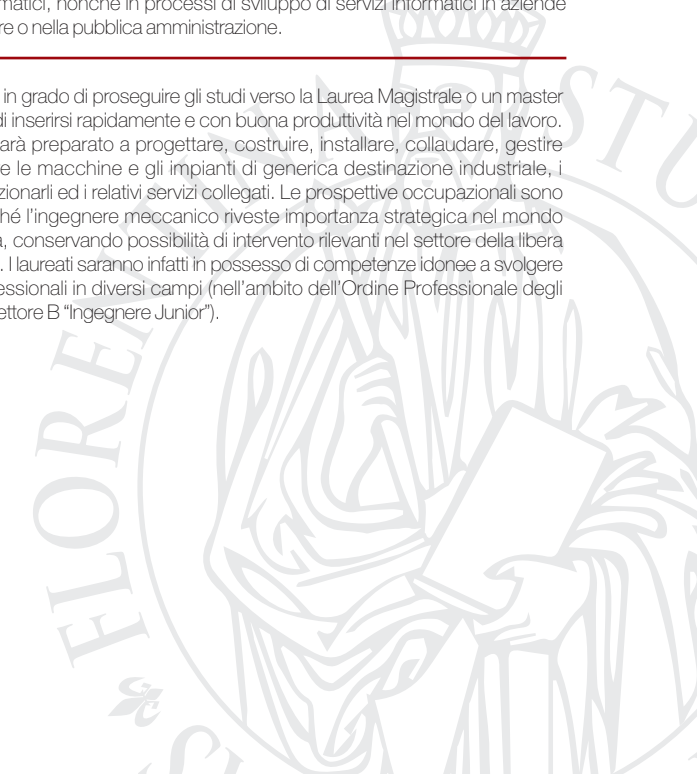 matici, nonché in processi di sviluppo di servizi informatici in aziende
re o nella pubblica amministrazione.
in grado di proseguire gli studi verso la Laurea Magistrale o un master
di inserirsi rapidamente e con buona produttività nel mondo del lavoro.
arà preparato a progettare, costruire, installare, collaudare, gestire
re le macchine e gli impianti di generica destinazione industriale, i
zionarli ed i relativi servizi collegati. Le prospettive occupazionali sono
hé l'ingegnere meccanico riveste importanza strategica nel mondo
a, conservando possibilità di intervento rilevanti nel settore della libera
. I laureati saranno infatti in possesso di competenze idonee a svolgere
essionali in diversi campi (nell'ambito dell'Ordine Professionale degli
ettore B “Ingegnere Junior”).
FLORENTINA STU